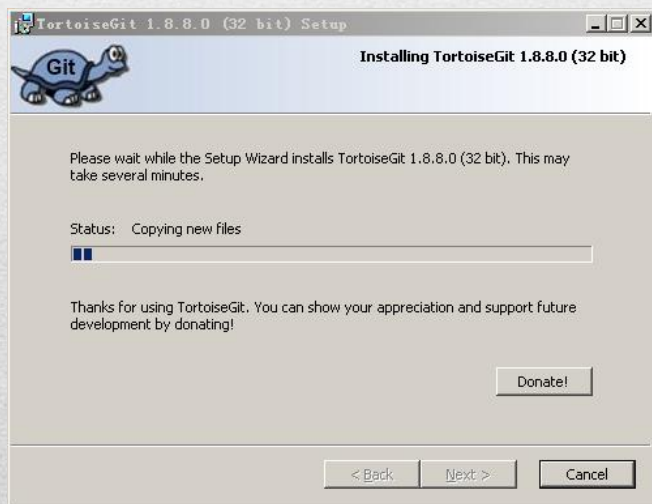 TortoiseGit 1.8.8.0 (32 bit) Setup
Git
Installing TortoiseGit 1.8.8.0 (32 bit)
Please wait while the Setup Wizard installs TortoiseGit 1.8.8.0 (32 bit). This may
take several minutes.
Status: Copying new files
Thanks for using TortoiseGit. You can show your appreciation and support future
development by donating!
Donate!
< Back
Next >
Cancel